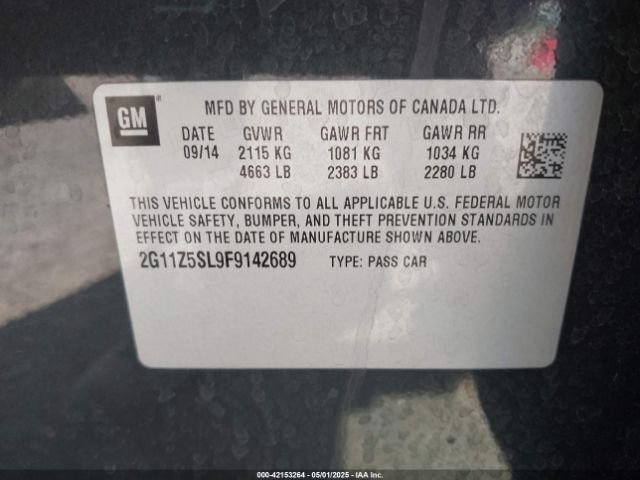 GM
MFD BY GENERAL MOTORS OF CANADA LTD.
DATE GVWR GAWR FRT GAWR RR
09/14 2115 KG 1081 KG 1034 KG
4663 LB 2383 LB 2280 LB
THIS VEHICLE CONFORMS TO ALL APPLICABLE U.S. FEDERAL MOTOR
VEHICLE SAFETY, BUMPER, AND THEFT PREVENTION STANDARDS IN
EFFECT ON THE DATE OF MANUFACTURE SHOWN ABOVE.
2G11Z5SL9F9142689 TYPE: PASS CAR
000-42153264 - 05/01/2025 - IAA Inc.